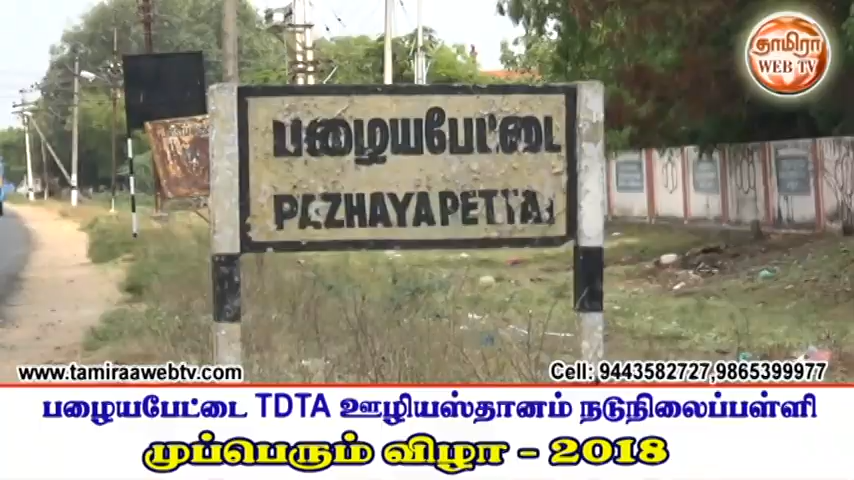 தாமிரா
WEB TV
பழையபேட்டை
PAZHAYAPETTAI
www.tamiraawebtv.com
Cell: 9443582727,9865399977
பழையபேட்டை TDTA ஊழியஸ்தானம் நடுநிலைப்பள்ளி
முப்பெரும் விழா - 2018